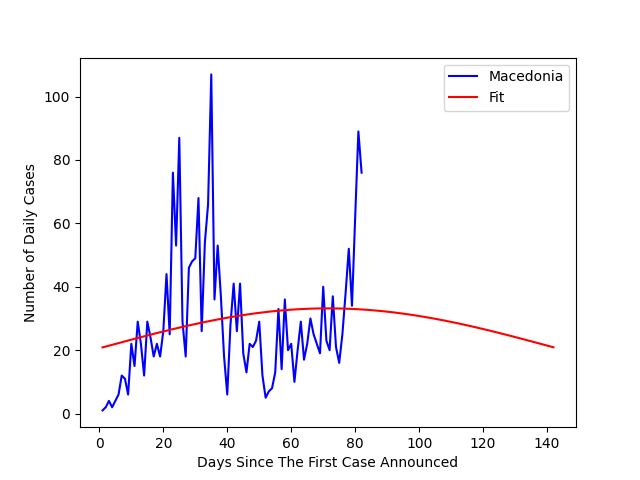 Macedonia
Fit
Number of Daily Cases
100
80
60
40
20
0
0 20 40 60 80 100 120 140
Days Since The First Case Announced